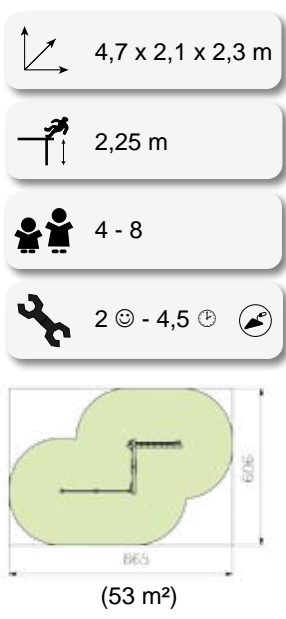 4,7 x 2,1 x 2,3 m
2,25 m
4 - 8
2 ☺ - 4,5 🕑
606
865
(53 m²)